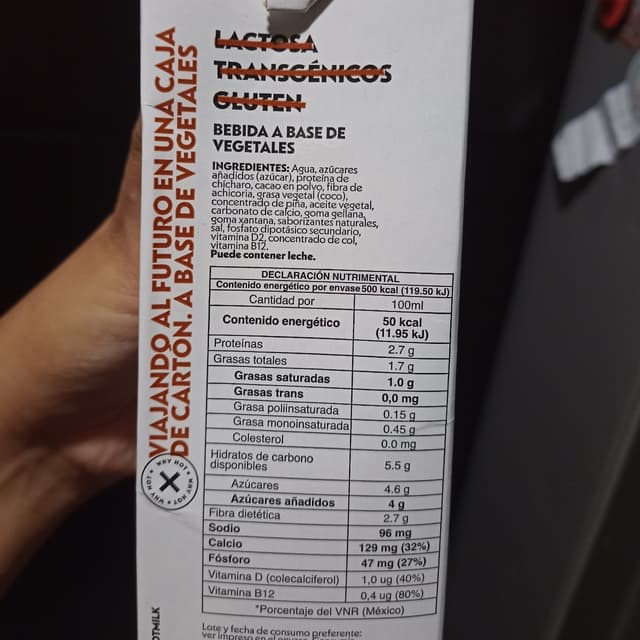 VIAJANDO AL FUTURO EN UNA CAJA
DE CARTÓN. A BASE DE VEGETALES
WHY NOT • WHY NOT • WHY NOT
LACTOSA
TRANSGÉNICOS
GLUTEN
BEBIDA A BASE DE
VEGETALES
INGREDIENTES: Agua, azúcares
añadidos (azúcar), proteína de
chícharo, cacao en polvo, fibra de
achicoria, grasa vegetal (coco),
concentrado de piña, aceite vegetal,
carbonato de calcio, goma gellana,
goma xantana, saborizantes naturales,
sal, fosfato dipotásico secundario,
vitamina D2, concentrado de col,
vitamina B12.
Puede contener leche.
DECLARACIÓN NUTRIMENTAL
Contenido energético por envase 500 kcal (119.50 kJ)
Cantidad por 100ml
Contenido energético 50 kcal
(11.95 kJ)
Proteínas 2.7 g
Grasas totales 1.7 g
Grasas saturadas 1.0 g
Grasas trans 0,0 mg
Grasa poliinsaturada 0.15 g
Grasa monoinsaturada 0.45 g
Colesterol 0.0 mg
Hidratos de carbono
disponibles 5.5 g
Azúcares 4.6 g
Azúcares añadidos 4 g
Fibra dietética 2.7 g
Sodio 96 mg
Calcio 129 mg (32%)
Fósforo 47 mg (27%)
Vitamina D (colecalciferol) 1,0 ug (40%)
Vitamina B12 0,4 ug (80%)
*Porcentaje del VNR (México)
Lote y fecha de consumo preferente:
OTMILK